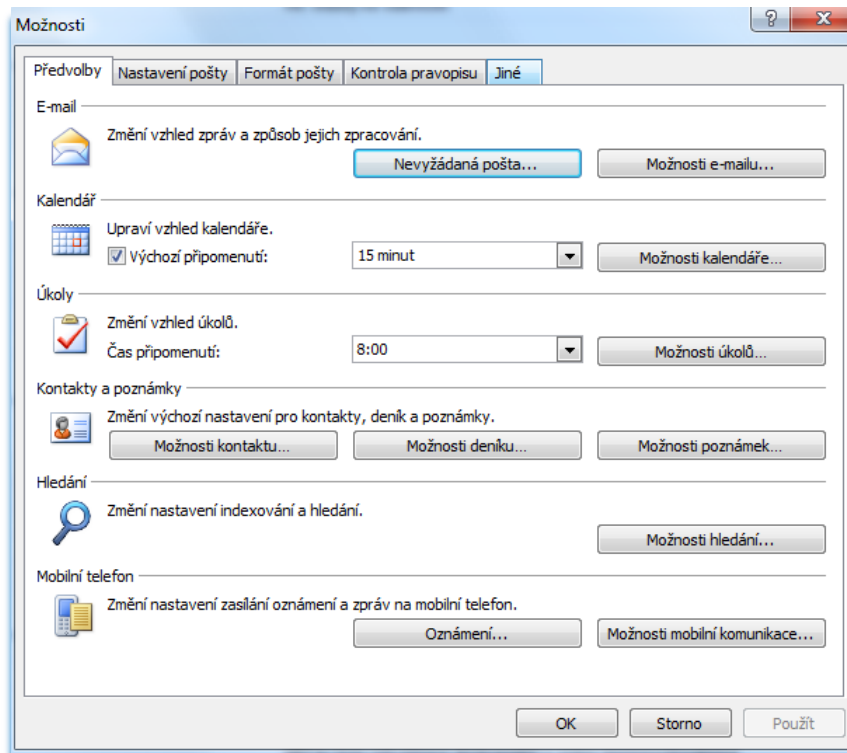 Možnosti
Předvolby Nastavení pošty Formát pošty Kontrola pravopisu Jiné
E-mail
Změní vzhled zpráv a způsob jejich zpracování.
Nevyžádaná pošta... Možnosti e-mailu...
Kalendář
Upraví vzhled kalendáře.
Výchozí připomenutí: 15 minut Možnosti kalendáře...
Úkoly
Změní vzhled úkolů.
Čas připomenutí: 8:00 Možnosti úkolů...
Kontakty a poznámky
Změní výchozí nastavení pro kontakty, deník a poznámky.
Možnosti kontaktu... Možnosti deníku... Možnosti poznámek...
Hledání
Změní nastavení indexování a hledání.
Možnosti hledání...
Mobilní telefon
Změní nastavení zasílání oznámení a zpráv na mobilní telefon.
Oznámení... Možnosti mobilní komunikace...
OK Storno Použít